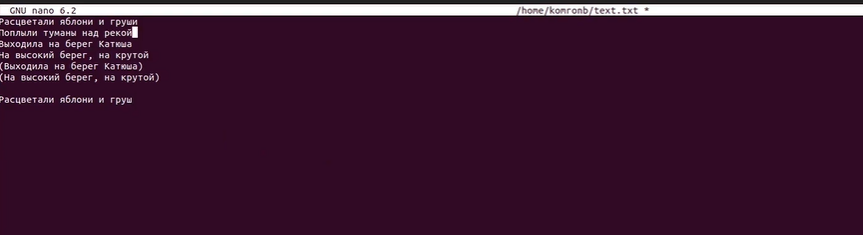 GNU nano 6.2 /home/komronb/text.txt *
Расцветали яблони и груши
Поплыли туманы над рекой
Выходила на берег Катюша
На высокий берег, на крутой
(Выходила на берег Катюша)
(На высокий берег, на крутой)
Расцветали яблони и груш